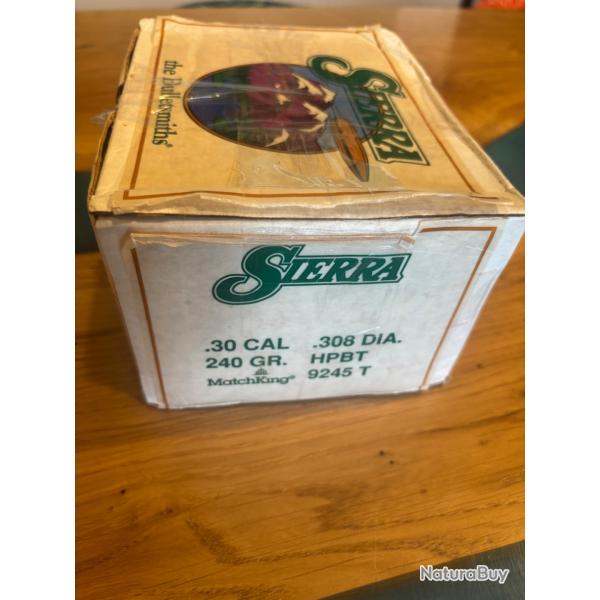 SIERRA
the Bulletsmiths®
SIERRA
.30 CAL .308 DIA.
240 GR. HPBT
MatchKing® 9245 T
NaturaBuy